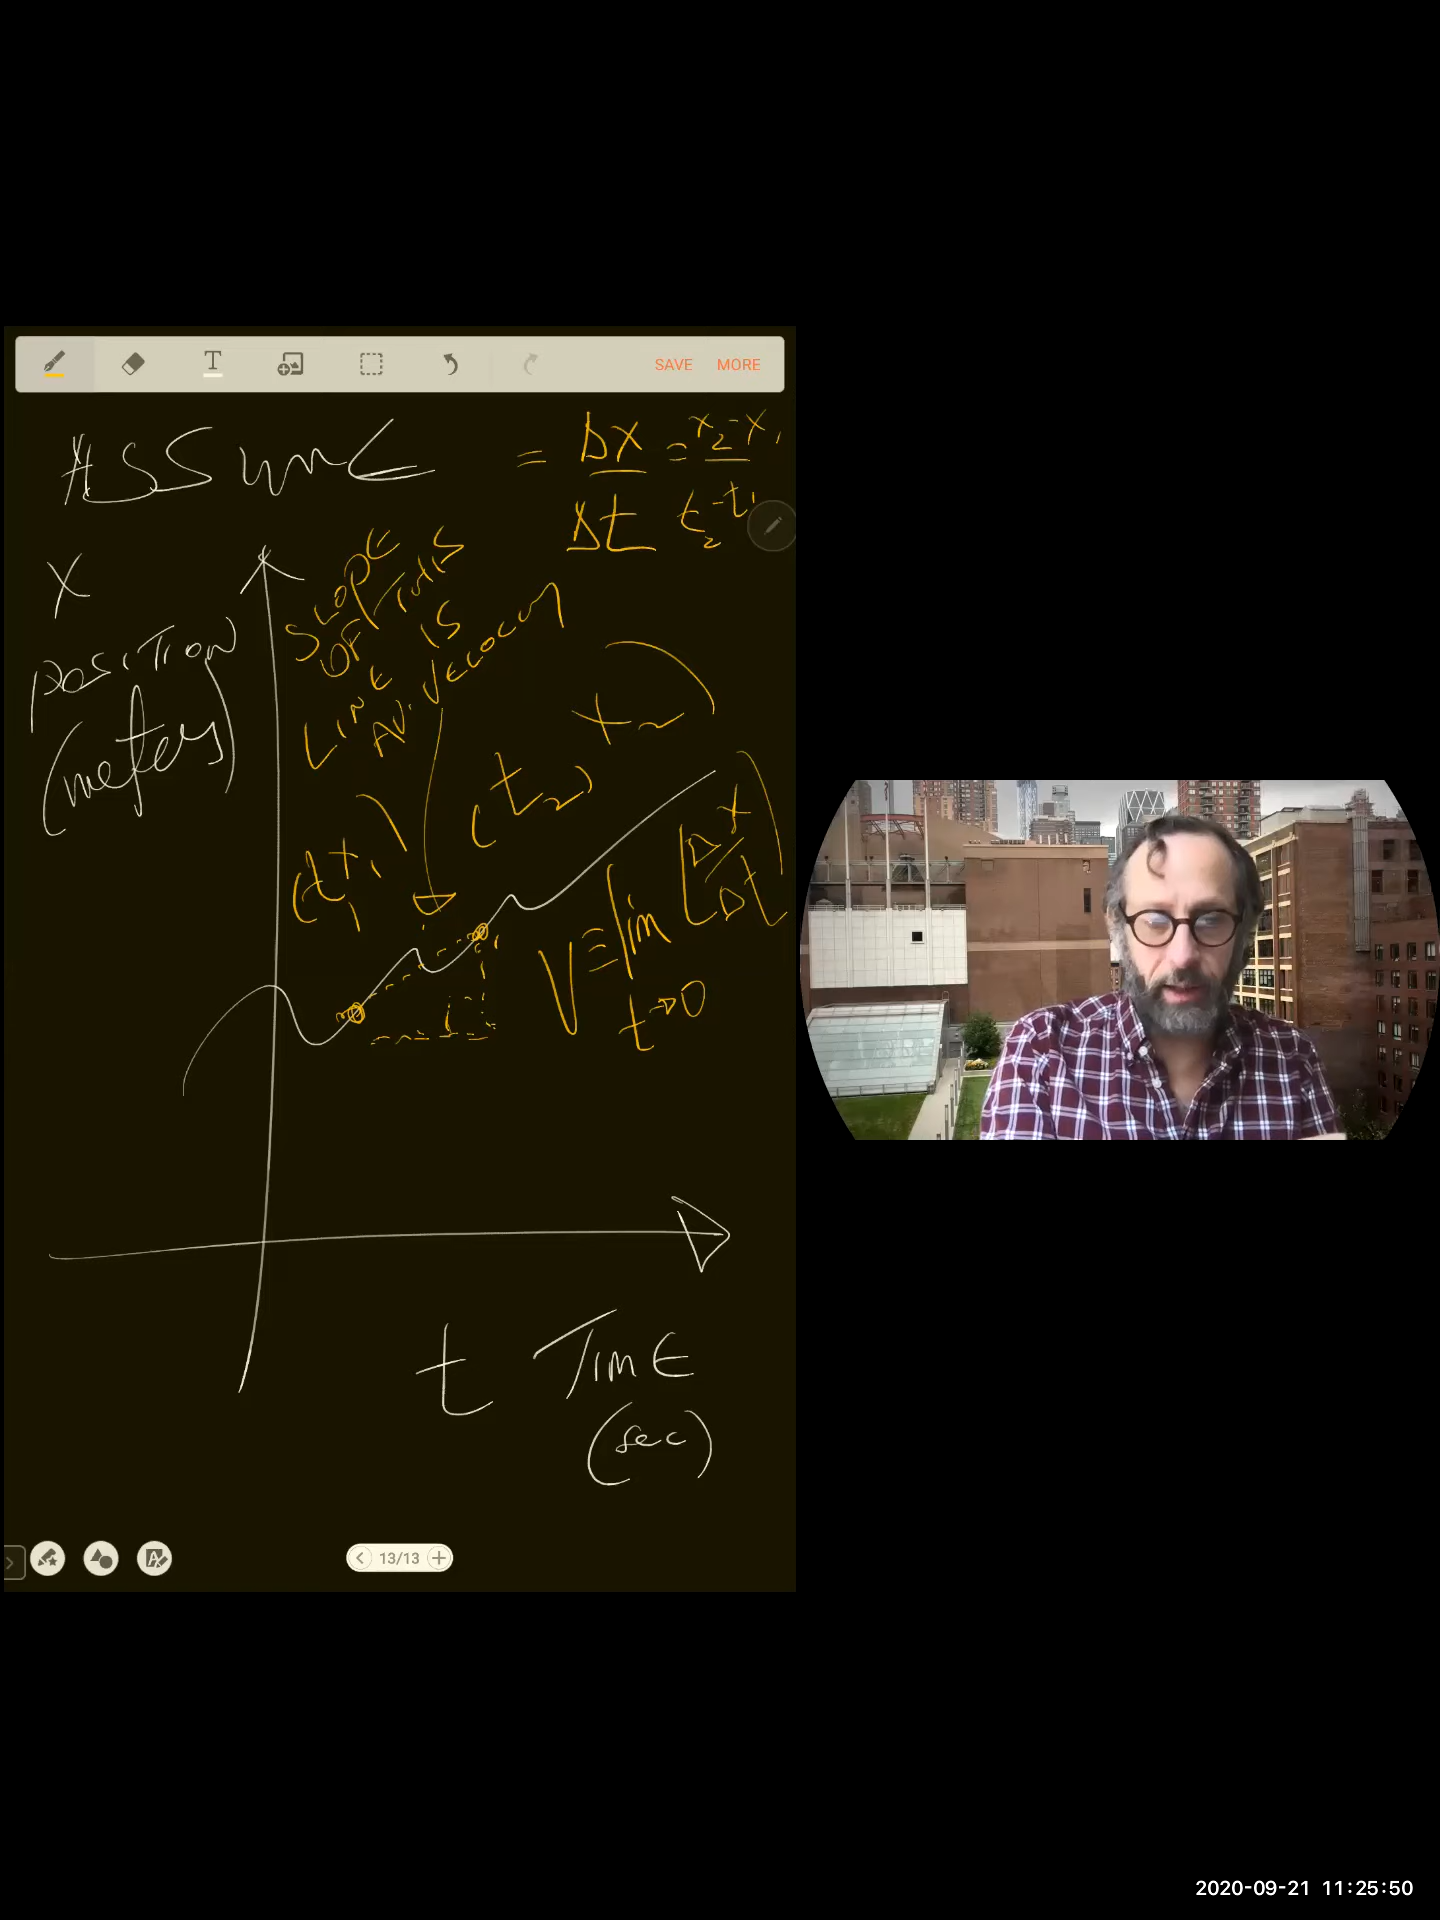 SAVE MORE
ASSUME
= Δx = x2-x1
Δt t2-t1
x
position
(meters)
SLOPE
OF THIS
LINE IS
AV. VELOCITY
(t1 x1)
(t2, x2)
V ≡ lim [Δx/Δt]
t→0
t TIME
(sec)
13/13
2020-09-21 11:25:50